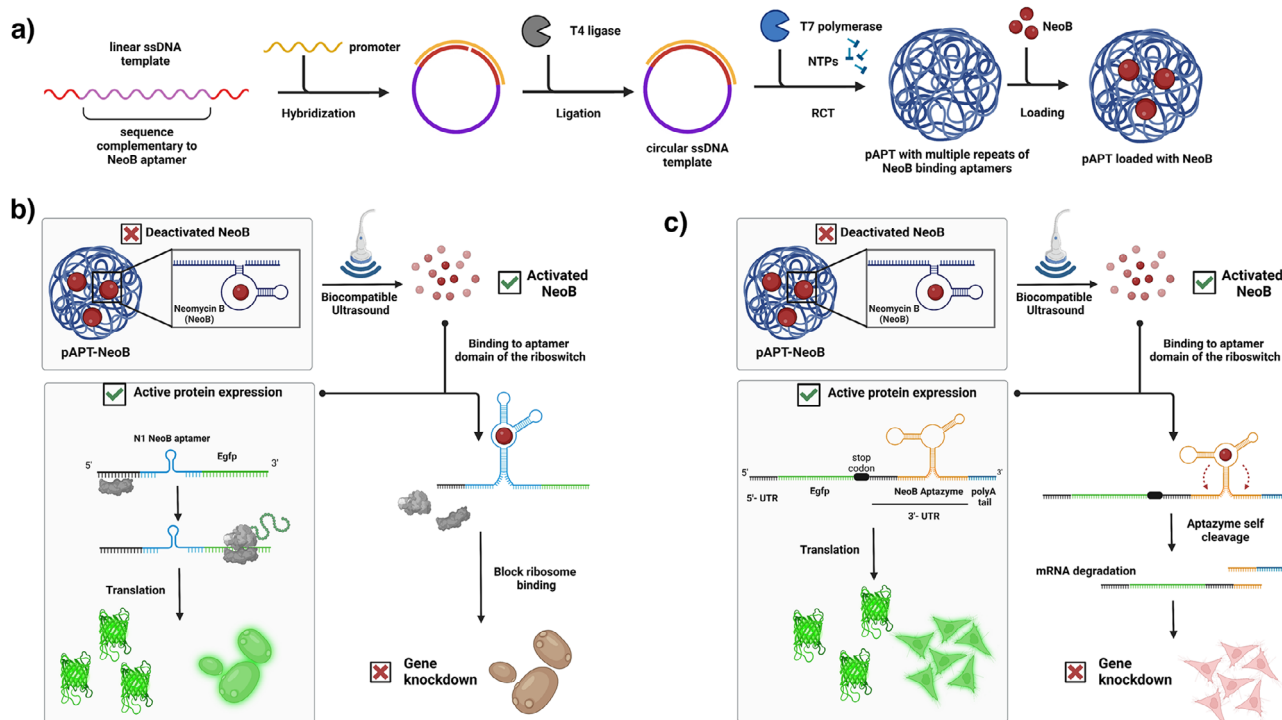 a)
linear ssDNA
template
sequence
complementary to
NeoB aptamer
promoter
Hybridization
T4 ligase
Ligation
circular ssDNA
template
T7 polymerase
NTPs
RCT
pAPT with multiple repeats of
NeoB binding aptamers
NeoB
Loading
pAPT loaded with NeoB
b)
Deactivated NeoB
Neomycin B
(NeoB)
pAPT-NeoB
Biocompatible
Ultrasound
Activated
NeoB
Binding to aptamer
domain of the riboswitch
Active protein expression
N1 NeoB aptamer
Egfp
5'
3'
Translation
Block ribosome
binding
Gene
knockdown
c)
Deactivated NeoB
Neomycin B
(NeoB)
pAPT-NeoB
Biocompatible
Ultrasound
Activated
NeoB
Binding to aptamer
domain of the riboswitch
Active protein expression
stop
codon
5'
3'
5'- UTR
Egfp
NeoB Aptazyme
polyA
tail
3'- UTR
Translation
Aptazyme self
cleavage
mRNA degradation
Gene
knockdown